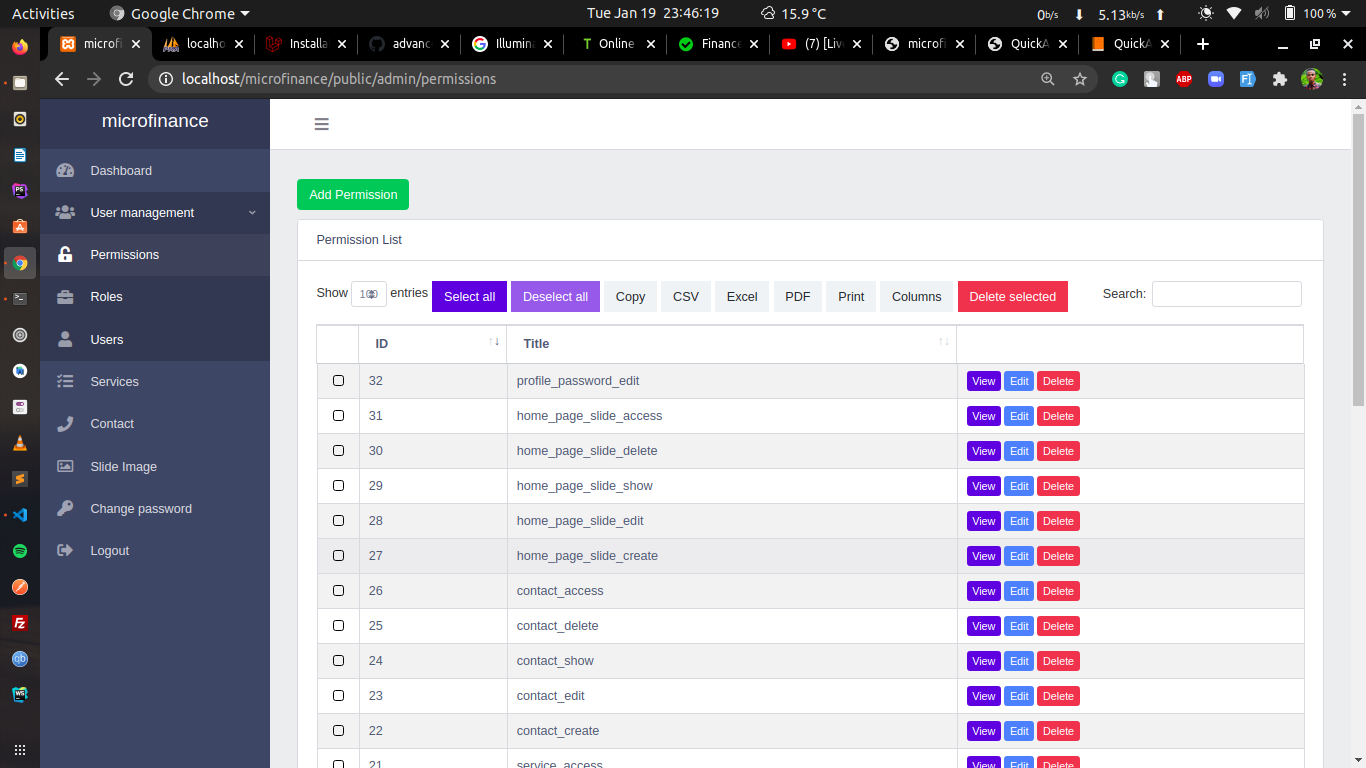 Activities Google Chrome Tue Jan 19 23:46:19 15.9 °C 0b/s 5.13kb/s 100 %
microfi localho Installa advanc Illumina T Online Finance (7) [Liv microfi QuickA QuickA
localhost/microfinance/public/admin/permissions ABP
microfinance
Dashboard
User management
Permissions
Roles
Users
Services
Contact
Slide Image
Change password
Logout
Add Permission
Permission List
Show 100 entries Select all Deselect all Copy CSV Excel PDF Print Columns Delete selected Search:
ID Title
32 profile_password_edit View Edit Delete
31 home_page_slide_access View Edit Delete
30 home_page_slide_delete View Edit Delete
29 home_page_slide_show View Edit Delete
28 home_page_slide_edit View Edit Delete
27 home_page_slide_create View Edit Delete
26 contact_access View Edit Delete
25 contact_delete View Edit Delete
24 contact_show View Edit Delete
23 contact_edit View Edit Delete
22 contact_create View Edit Delete
21 service_access View Edit Delete